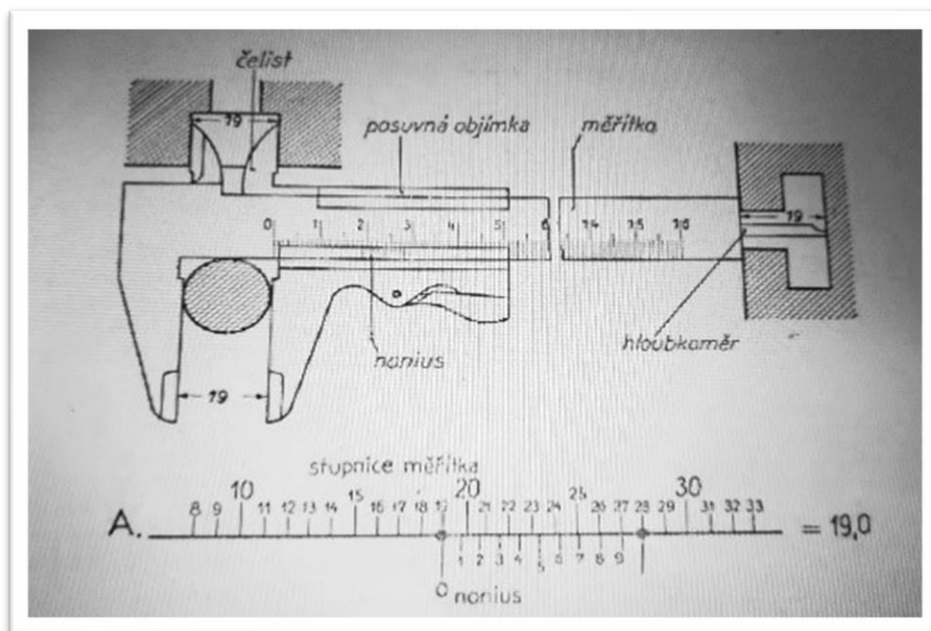 čelist
19
posuvná objímka
měřítko
0 1 2 3 4 5 6 14 15 16
19
hloubkoměr
nonius
19
stupnice měřítka
10 15 20 25 30
A. 8 9 11 12 13 14 16 17 18 19 21 22 23 24 26 27 28 29 31 32 33 = 19,0
1 2 3 4 5 6 7 8 9
0 nonius